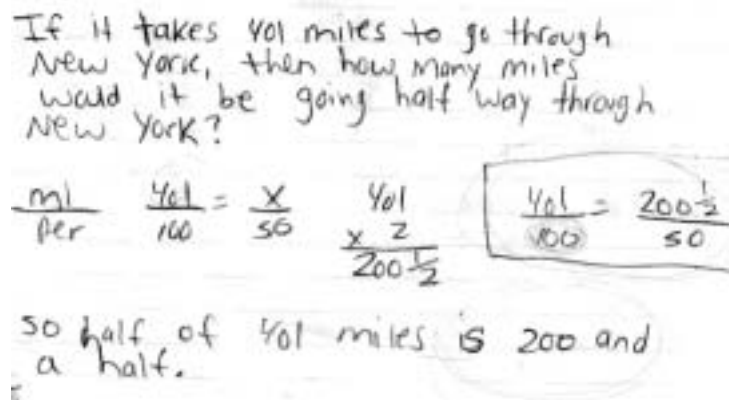 If it takes 401 miles to go through
New York, then how many miles
would it be going half way through
New York?
mi/per 401/100 = x/50
401
x 2
200 1/2
401/100 = 200 1/2/50
so half of 401 miles is 200 and
a half.